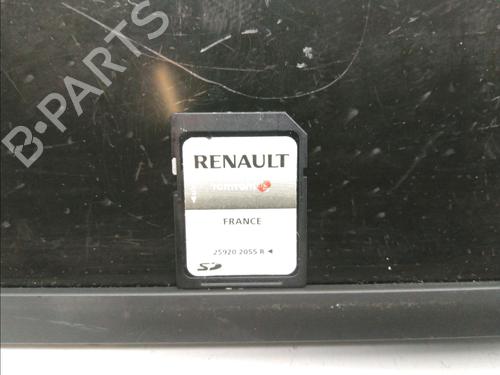 B-PARTS
RENAULT
TOMTOM
FRANCE
25920 2055 R ◄
SD